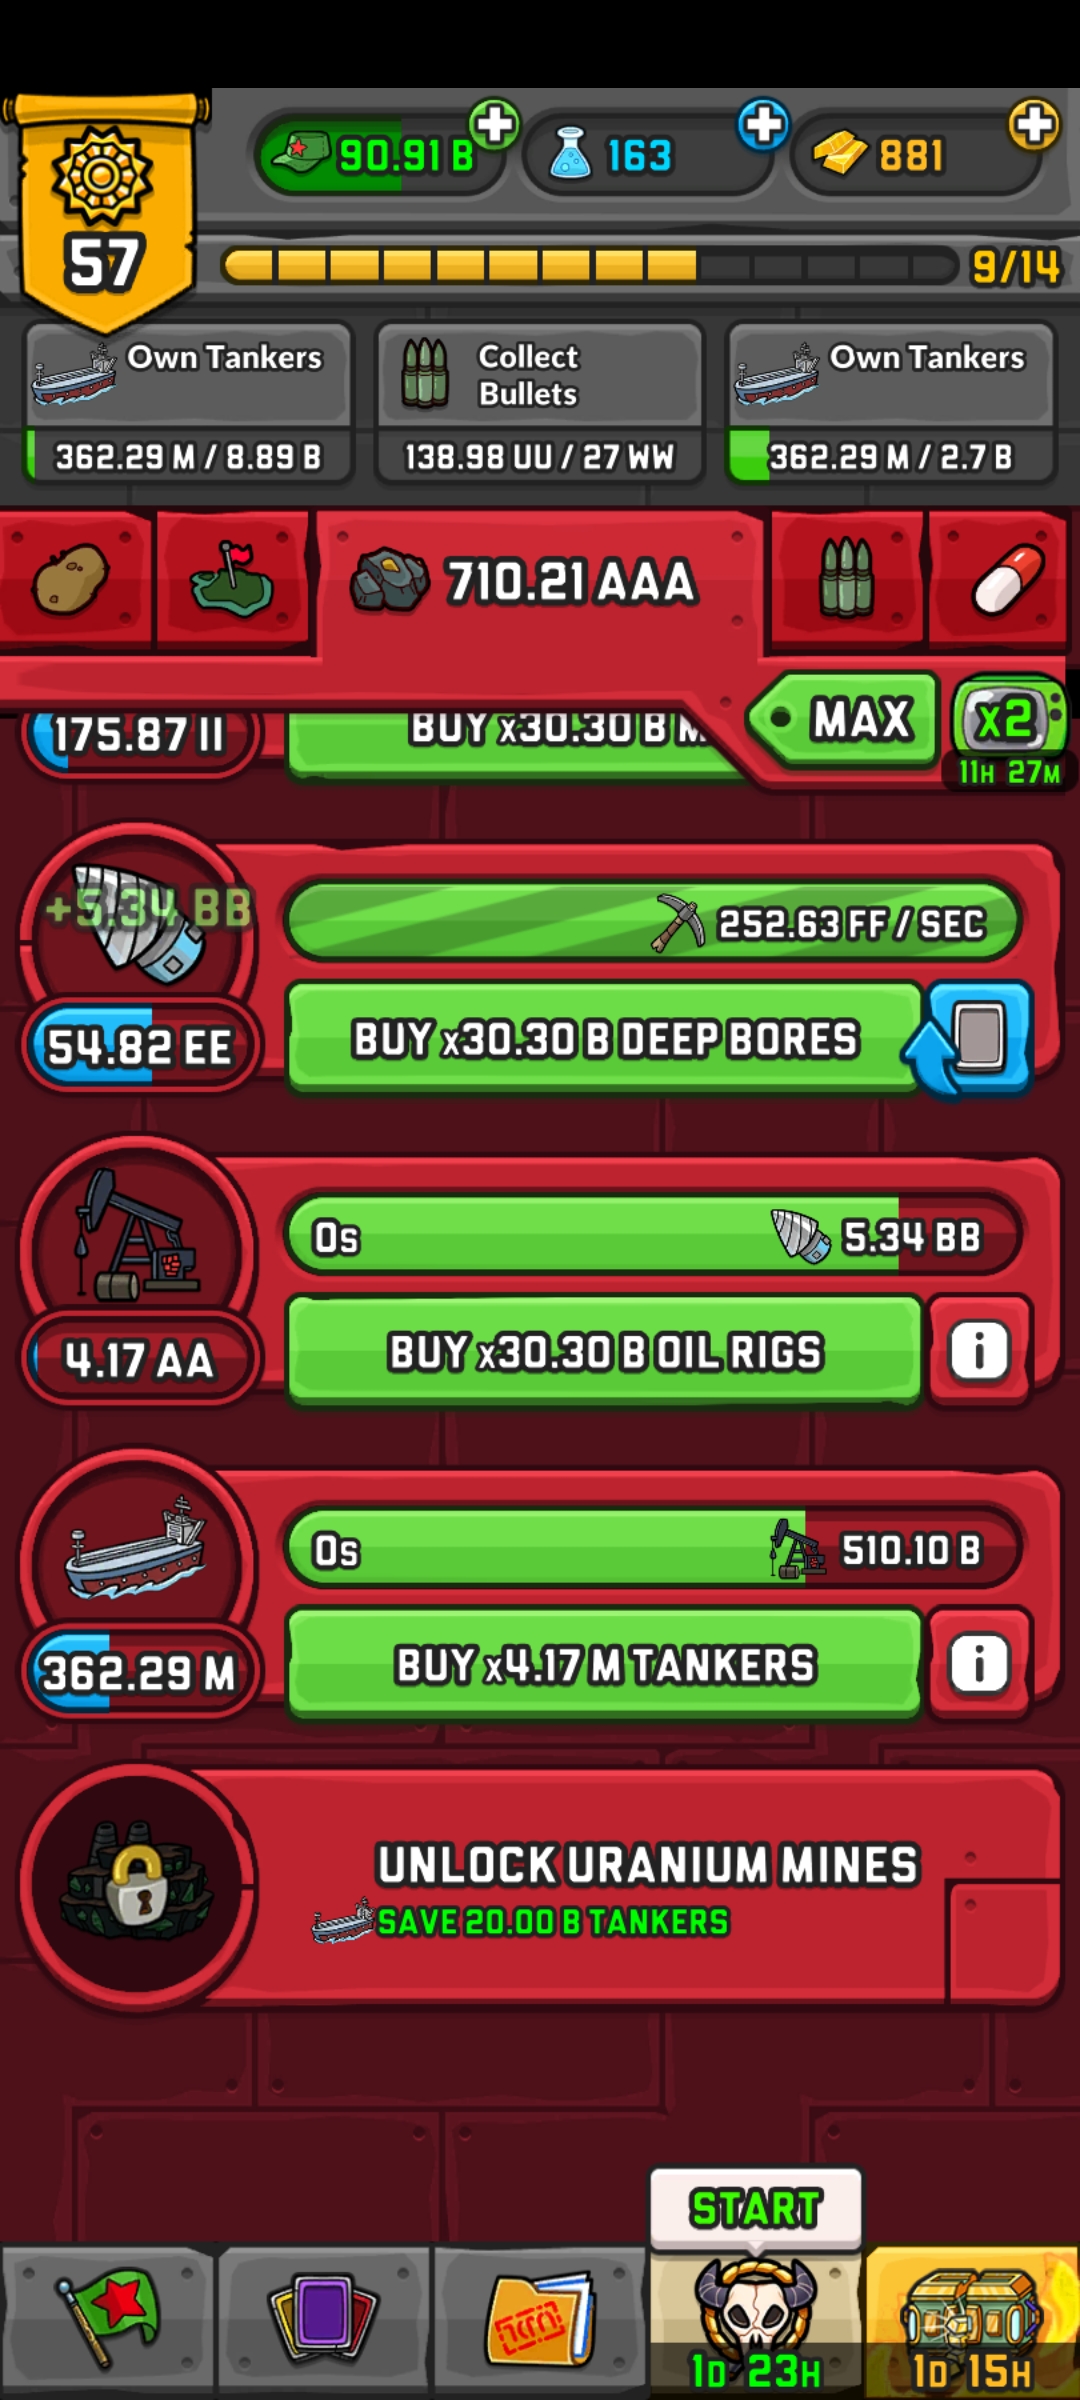 90.91 B
163
881
57
9/14
Own Tankers
362.29 M / 8.89 B
Collect
Bullets
138.98 UU / 27 WW
Own Tankers
362.29 M / 2.7 B
710.21 AAA
MAX
x2
11H 27M
175.87 II
BUY x30.30 B M
+5.34 BB
252.63 FF / SEC
54.82 EE
BUY x30.30 B DEEP BORES
0s
5.34 BB
4.17 AA
BUY x30.30 B OIL RIGS
i
0s
510.10 B
362.29 M
BUY x4.17 M TANKERS
i
UNLOCK URANIUM MINES
SAVE 20.00 B TANKERS
START
1D 23H
1D 15H